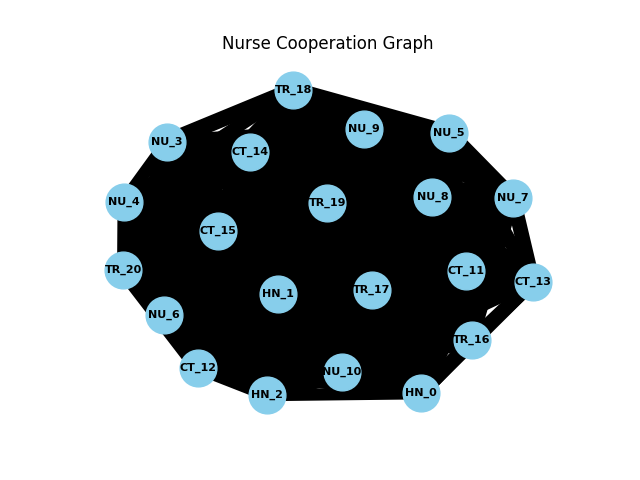 Nurse Cooperation Graph
TR_18
NU_9
NU_5
NU_3
CT_14
NU_8
NU_7
NU_4
TR_19
CT_15
TR_20
CT_11
CT_13
HN_1
TR_17
NU_6
TR_16
CT_12
NU_10
HN_2
HN_0